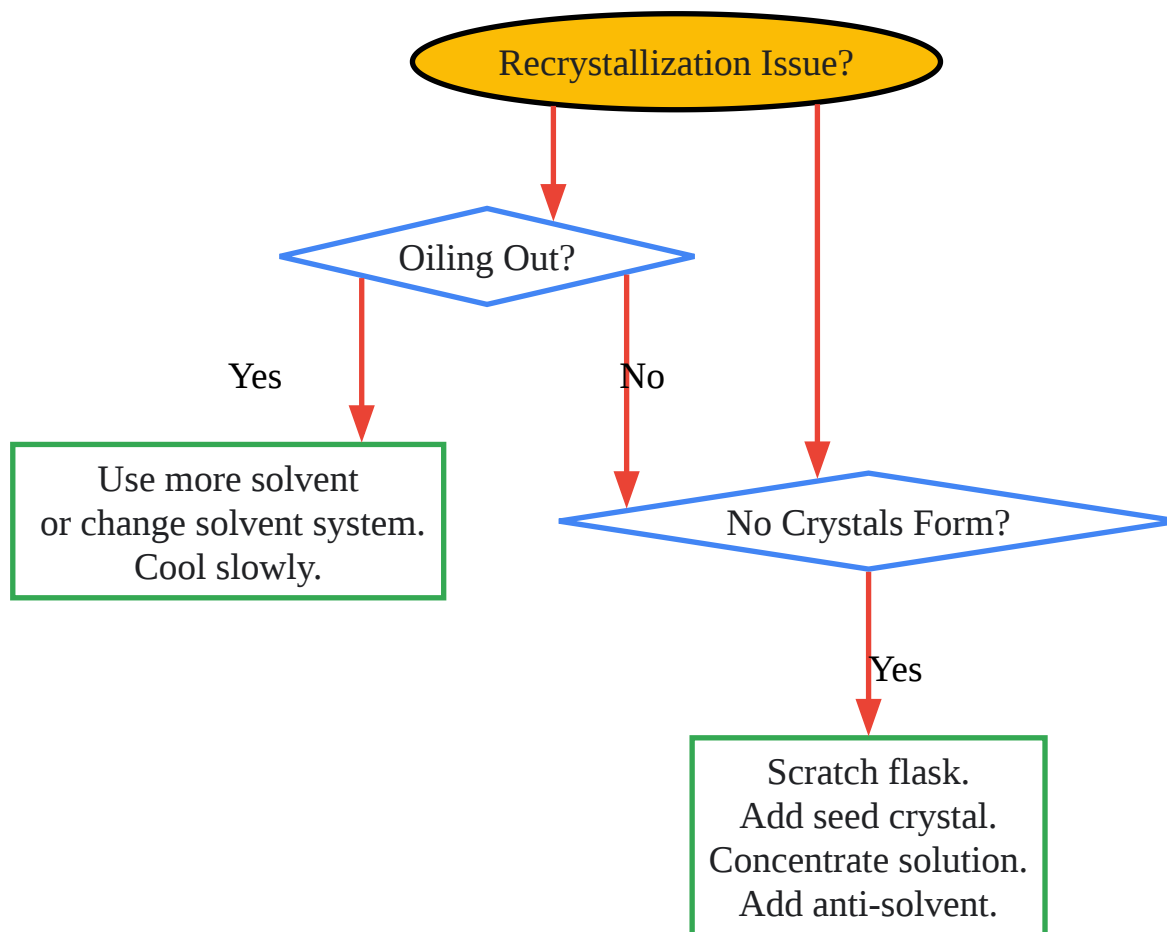 Recrystallization Issue?
Oiling Out?
Yes
No
Use more solvent
or change solvent system.
Cool slowly.
No Crystals Form?
Yes
Scratch flask.
Add seed crystal.
Concentrate solution.
Add anti-solvent.